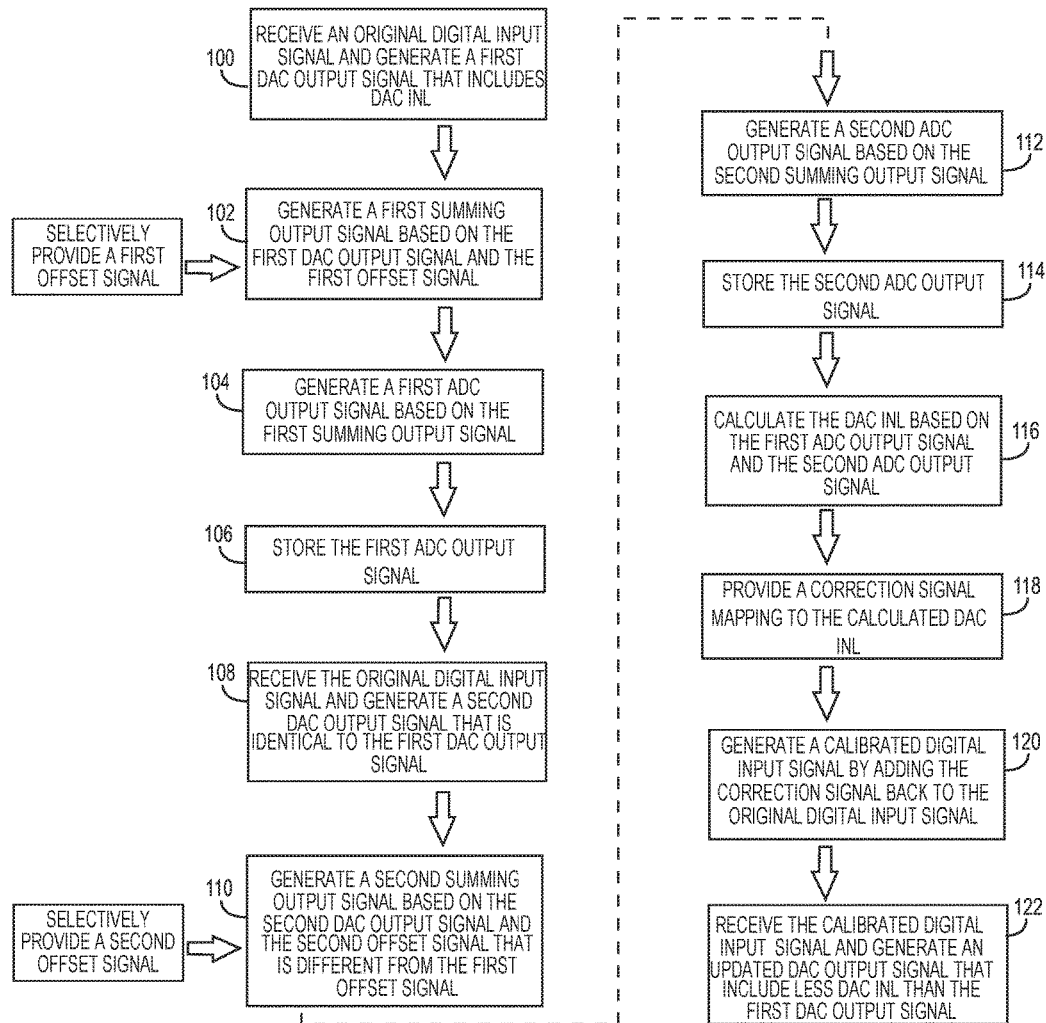 100
RECEIVE AN ORIGINAL DIGITAL INPUT
SIGNAL AND GENERATE A FIRST
DAC OUTPUT SIGNAL THAT INCLUDES
DAC INL
SELECTIVELY
PROVIDE A FIRST
OFFSET SIGNAL
102
GENERATE A FIRST SUMMING
OUTPUT SIGNAL BASED ON THE
FIRST DAC OUTPUT SIGNAL AND THE
FIRST OFFSET SIGNAL
104
GENERATE A FIRST ADC
OUTPUT SIGNAL BASED ON THE
FIRST SUMMING OUTPUT SIGNAL
106
STORE THE FIRST ADC OUTPUT
SIGNAL
108
RECEIVE THE ORIGINAL DIGITAL INPUT
SIGNAL AND GENERATE A SECOND
DAC OUTPUT SIGNAL THAT IS
IDENTICAL TO THE FIRST DAC OUTPUT
SIGNAL
SELECTIVELY
PROVIDE A SECOND
OFFSET SIGNAL
110
GENERATE A SECOND SUMMING
OUTPUT SIGNAL BASED ON THE
SECOND DAC OUTPUT SIGNAL AND
THE SECOND OFFSET SIGNAL THAT
IS DIFFERENT FROM THE FIRST
OFFSET SIGNAL
GENERATE A SECOND ADC
OUTPUT SIGNAL BASED ON THE
SECOND SUMMING OUTPUT SIGNAL
112
STORE THE SECOND ADC OUTPUT
SIGNAL
114
CALCULATE THE DAC INL BASED ON
THE FIRST ADC OUTPUT SIGNAL
AND THE SECOND ADC OUTPUT
SIGNAL
116
PROVIDE A CORRECTION SIGNAL
MAPPING TO THE CALCULATED DAC
INL
118
GENERATE A CALIBRATED DIGITAL
INPUT SIGNAL BY ADDING THE
CORRECTION SIGNAL BACK TO THE
ORIGINAL DIGITAL INPUT SIGNAL
120
RECEIVE THE CALIBRATED DIGITAL
INPUT SIGNAL AND GENERATE AN
UPDATED DAC OUTPUT SIGNAL THAT
INCLUDE LESS DAC INL THAN THE
FIRST DAC OUTPUT SIGNAL
122